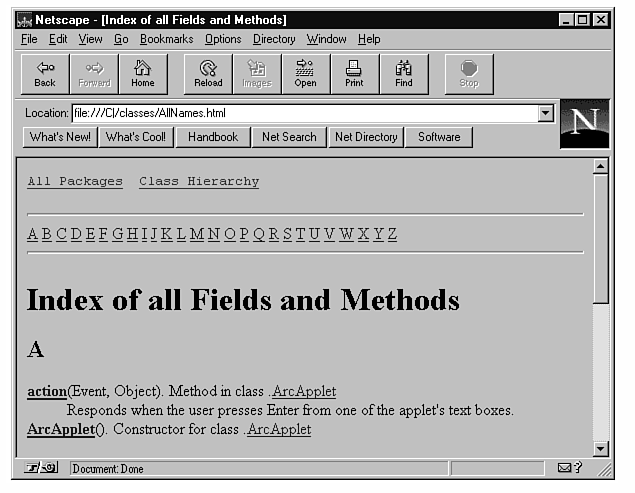 Netscape - [Index of all Fields and Methods]
File Edit View Go Bookmarks Options Directory Window Help
Back Forward Home Reload Images Open Print Find Stop
Location: file:///C|/classes/AllNames.html
N
What's New! What's Cool! Handbook Net Search Net Directory Software
All Packages Class Hierarchy
A B C D E F G H I J K L M N O P Q R S T U V W X Y Z
Index of all Fields and Methods
A
action(Event, Object). Method in class .ArcApplet
Responds when the user presses Enter from one of the applet's text boxes.
ArcApplet(). Constructor for class .ArcApplet
Document: Done ?